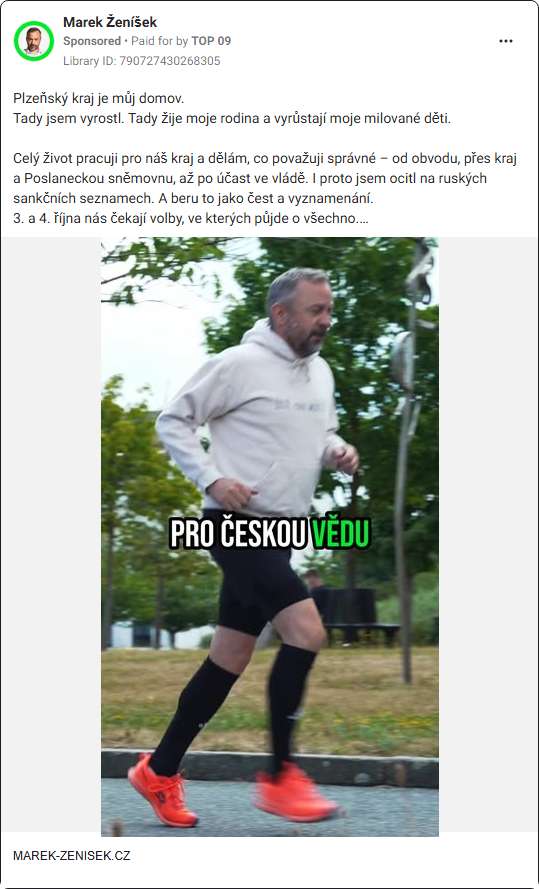 Marek Ženíšek
Sponsored • Paid for by TOP 09
Library ID: 790727430268305
Plzeňský kraj je můj domov.
Tady jsem vyrostl. Tady žije moje rodina a vyrůstají moje milované děti.
Celý život pracuji pro náš kraj a dělám, co považuji správné – od obvodu, přes kraj
a Poslaneckou sněmovnu, až po účast ve vládě. I proto jsem ocitl na ruských
sankčních seznamech. A beru to jako čest a vyznamenání.
3. a 4. října nás čekají volby, ve kterých půjde o všechno....
PRO ČESKOU VĚDU
MAREK-ZENISEK.CZ